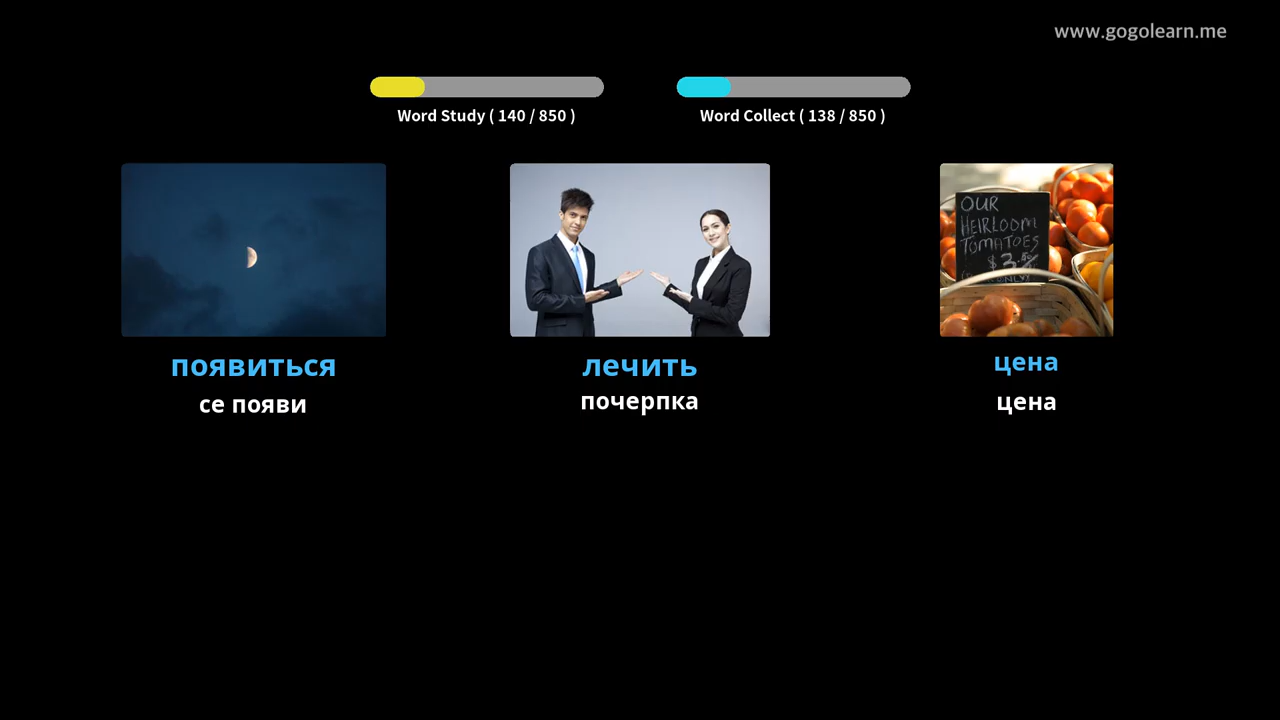 www.gogolearn.me
Word Study ( 140 / 850 )
Word Collect ( 138 / 850 )
OUR
HEIRLOOM
TOMATOES
появиться
лечить
цена
се појави
почерпка
цена